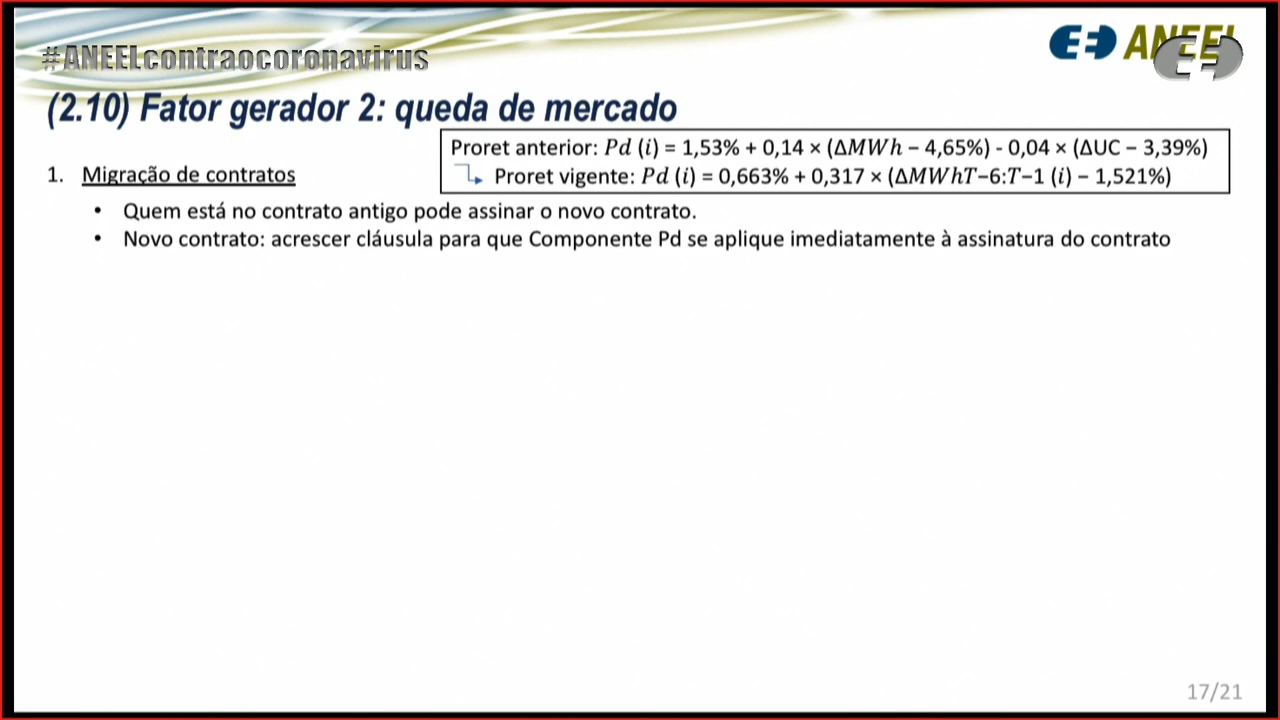 #ANEELcontraocoronavirus
ANEEL
(2.10) Fator gerador 2: queda de mercado
Proret anterior: Pd (i) = 1,53% + 0,14 × (ΔMWh − 4,65%) - 0,04 × (ΔUC − 3,39%)
Proret vigente: Pd (i) = 0,663% + 0,317 × (ΔMWhT−6:T−1 (i) − 1,521%)
1. Migração de contratos
• Quem está no contrato antigo pode assinar o novo contrato.
• Novo contrato: acrescer cláusula para que Componente Pd se aplique imediatamente à assinatura do contrato
17/21